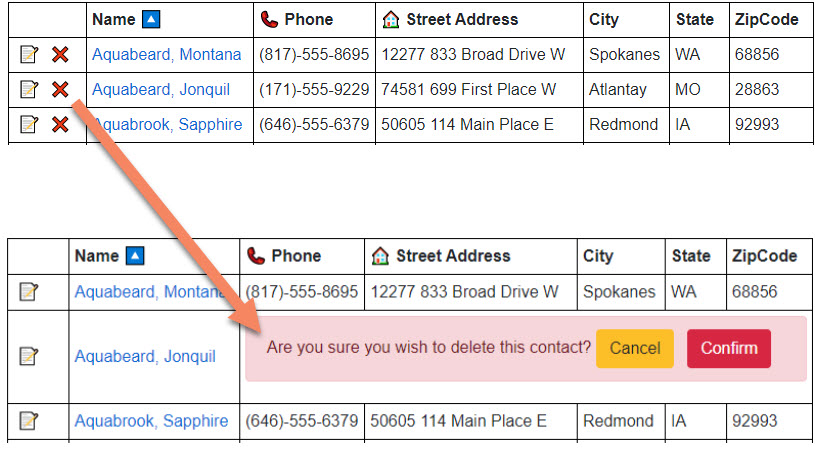 Name Phone Street Address City State ZipCode
Aquabeard, Montana (817)-555-8695 12277 833 Broad Drive W Spokanes WA 68856
Aquabeard, Jonquil (171)-555-9229 74581 699 First Place W Atlantay MO 28863
Aquabrook, Sapphire (646)-555-6379 50605 114 Main Place E Redmond IA 92993
Name Phone Street Address City State ZipCode
Aquabeard, Montana (817)-555-8695 12277 833 Broad Drive W Spokanes WA 68856
Aquabeard, Jonquil Are you sure you wish to delete this contact? Cancel Confirm
Aquabrook, Sapphire (646)-555-6379 50605 114 Main Place E Redmond IA 92993